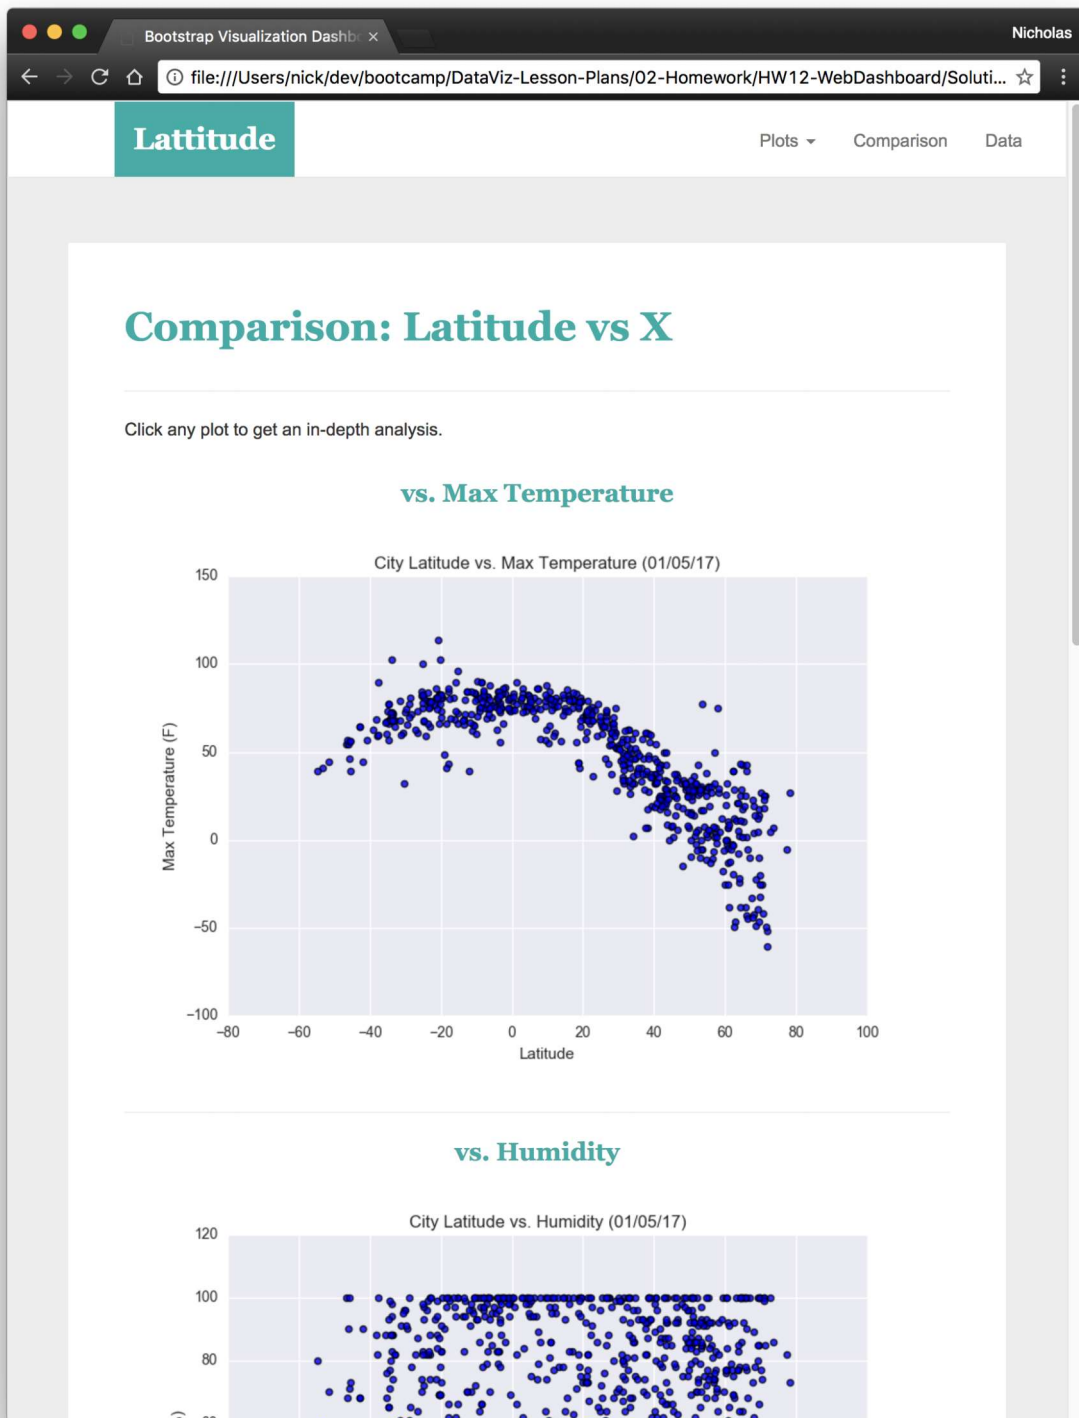 Bootstrap Visualization Dashb
Nicholas
file:///Users/nick/dev/bootcamp/DataViz-Lesson-Plans/02-Homework/HW12-WebDashboard/Soluti...
Lattitude
Plots
Comparison
Data
Comparison: Latitude vs X
Click any plot to get an in-depth analysis.
vs. Max Temperature
City Latitude vs. Max Temperature (01/05/17)
150
100
50
0
−50
−100
Max Temperature (F)
−80 −60 −40 −20 0 20 40 60 80 100
Latitude
vs. Humidity
City Latitude vs. Humidity (01/05/17)
120
100
80